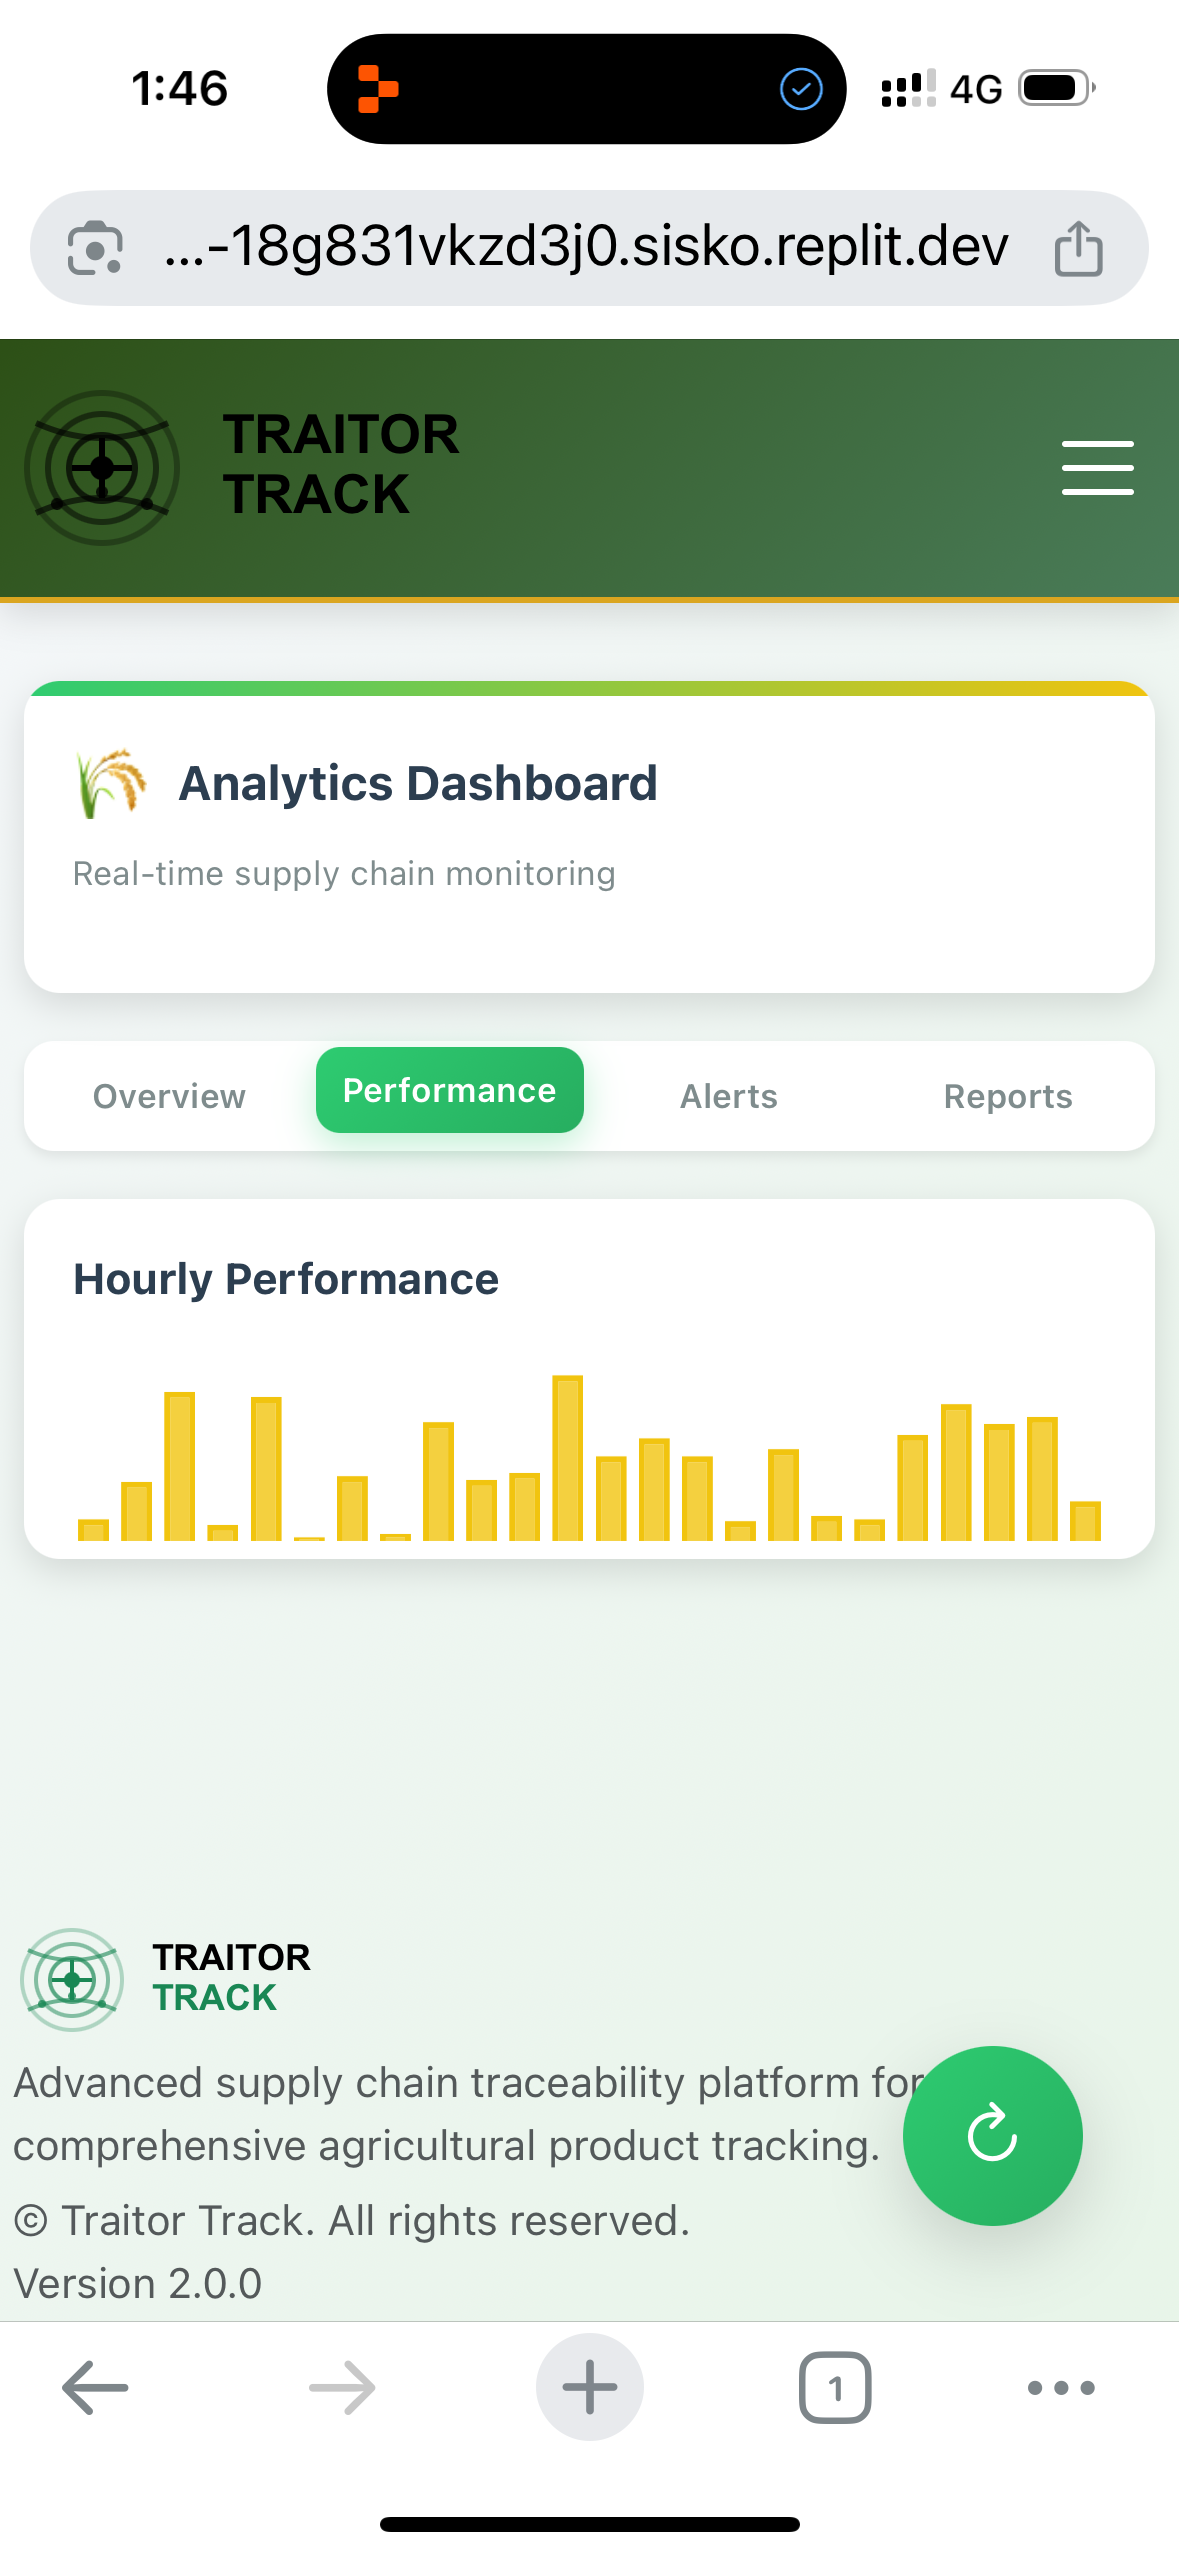 1:46
4G
...-18g831vkzd3j0.sisko.replit.dev
TRAITOR
TRACK
Analytics Dashboard
Real-time supply chain monitoring
Overview Performance Alerts Reports
Hourly Performance
TRAITOR
TRACK
Advanced supply chain traceability platform for
comprehensive agricultural product tracking.
© Traitor Track. All rights reserved.
Version 2.0.0
1